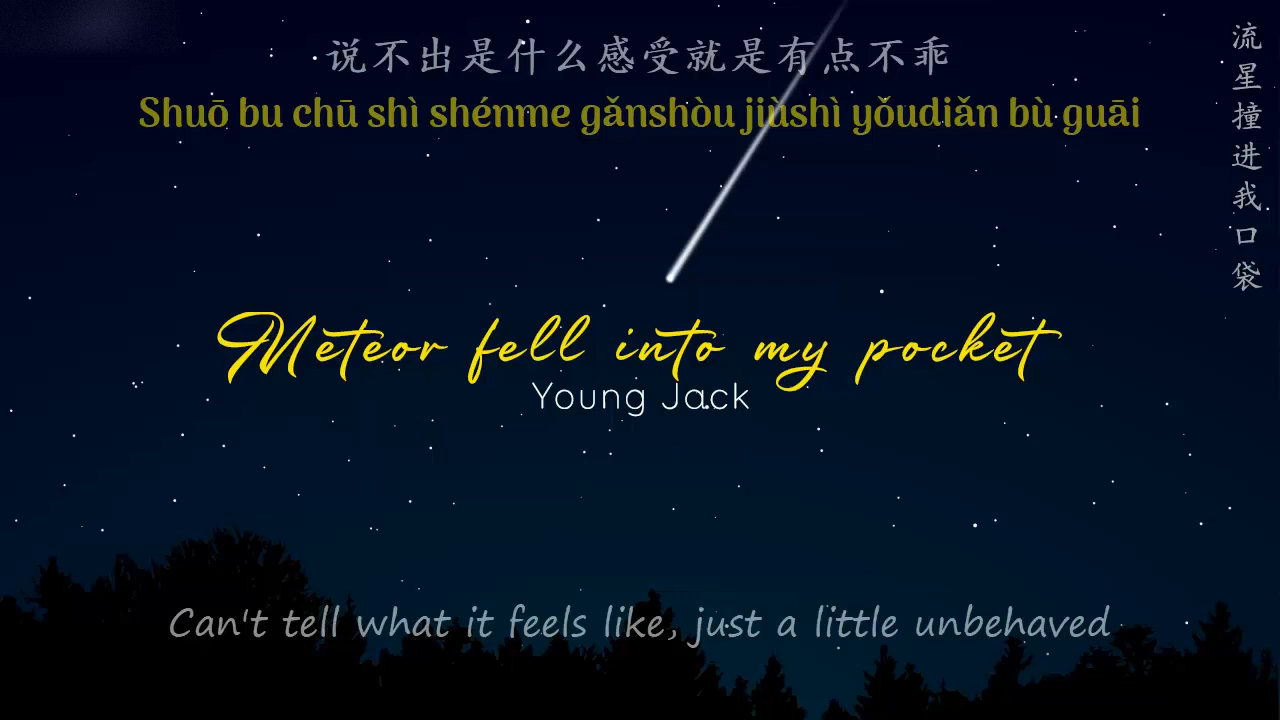 说不出是什么感受就是有点不乖
Shuō bu chū shì shénme gǎnshòu jiùshì yǒudiǎn bù guāi
流星撞进我口袋
Meteor fell into my pocket
Young Jack
Can't tell what it feels like, just a little unbehaved